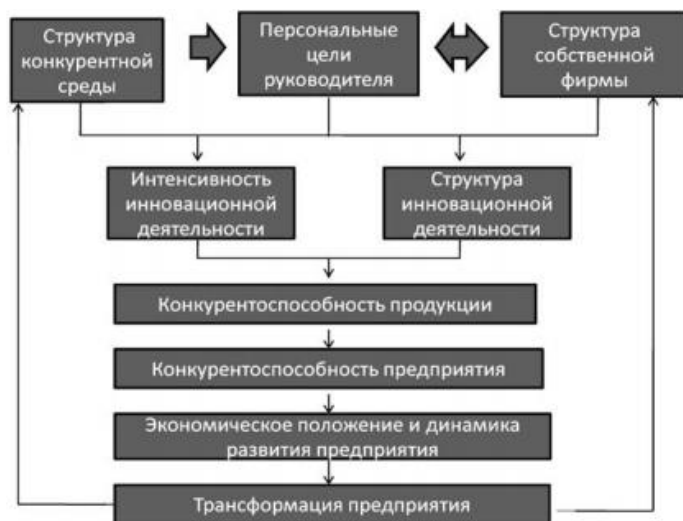 Структура
конкурентной
среды
Персональные
цели
руководителя
Структура
собственной
фирмы
Интенсивность
инновационной
деятельности
Структура
инновационной
деятельности
Конкурентоспособность продукции
Конкурентоспособность предприятия
Экономическое положение и динамика
развития предприятия
Трансформация предприятия